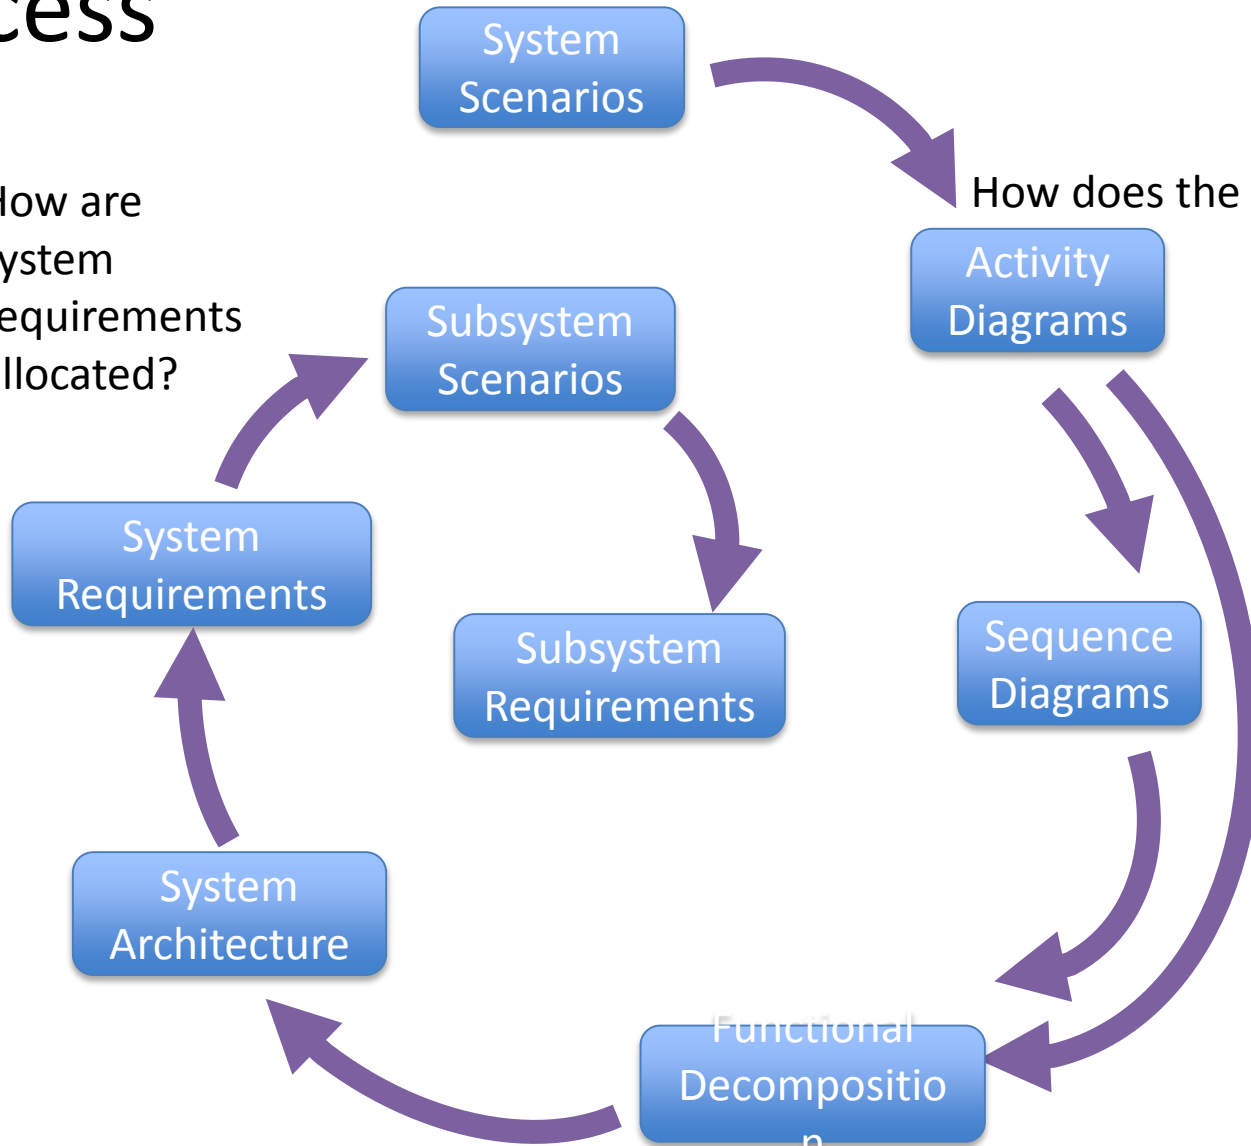 cess
System
Scenarios
How does the
How are
ystem
equirements
llocated?
Activity
Diagrams
Subsystem
Scenarios
System
Requirements
Subsystem
Requirements
Sequence
Diagrams
System
Architecture
Functional
Decompositio
n